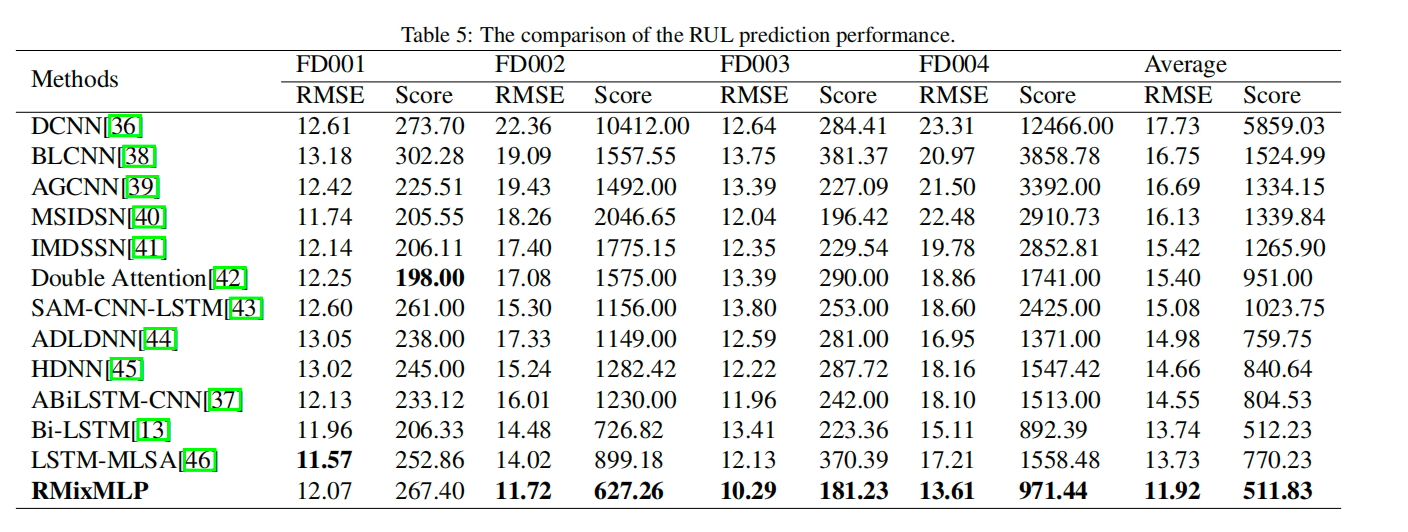 Table 5: The comparison of the RUL prediction performance.
Methods FD001 FD002 FD003 FD004 Average
RMSE Score RMSE Score RMSE Score RMSE Score RMSE Score
DCNN[36] 12.61 273.70 22.36 10412.00 12.64 284.41 23.31 12466.00 17.73 5859.03
BLCNN[38] 13.18 302.28 19.09 1557.55 13.75 381.37 20.97 3858.78 16.75 1524.99
AGCNN[39] 12.42 225.51 19.43 1492.00 13.39 227.09 21.50 3392.00 16.69 1334.15
MSIDSN[40] 11.74 205.55 18.26 2046.65 12.04 196.42 22.48 2910.73 16.13 1339.84
IMDSSN[41] 12.14 206.11 17.40 1775.15 12.35 229.54 19.78 2852.81 15.42 1265.90
Double Attention[42] 12.25 198.00 17.08 1575.00 13.39 290.00 18.86 1741.00 15.40 951.00
SAM-CNN-LSTM[43] 12.60 261.00 15.30 1156.00 13.80 253.00 18.60 2425.00 15.08 1023.75
ADLDNN[44] 13.05 238.00 17.33 1149.00 12.59 281.00 16.95 1371.00 14.98 759.75
HDNN[45] 13.02 245.00 15.24 1282.42 12.22 287.72 18.16 1547.42 14.66 840.64
ABiLSTM-CNN[37] 12.13 233.12 16.01 1230.00 11.96 242.00 18.10 1513.00 14.55 804.53
Bi-LSTM[13] 11.96 206.33 14.48 726.82 13.41 223.36 15.11 892.39 13.74 512.23
LSTM-MLSA[46] 11.57 252.86 14.02 899.18 12.13 370.39 17.21 1558.48 13.73 770.23
RMixMLP 12.07 267.40 11.72 627.26 10.29 181.23 13.61 971.44 11.92 511.83